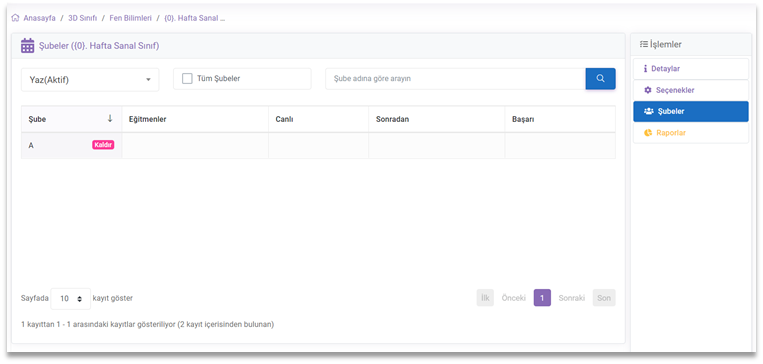 Anasayfa / 3D Sınıfı / Fen Bilimleri / {0}. Hafta Sanal ...
Şubeler ({0}. Hafta Sanal Sınıf)
Yaz(Aktif) Tüm Şubeler Şube adına göre arayın
Şube Eğitmenler Canlı Sonradan Başarı
A Kaldır
Sayfada 10 kayıt göster
İlk Önceki 1 Sonraki Son
1 kayıttan 1 - 1 arasındaki kayıtlar gösteriliyor (2 kayıt içerisinden bulunan)
İşlemler
Detaylar
Seçenekler
Şubeler
Raporlar